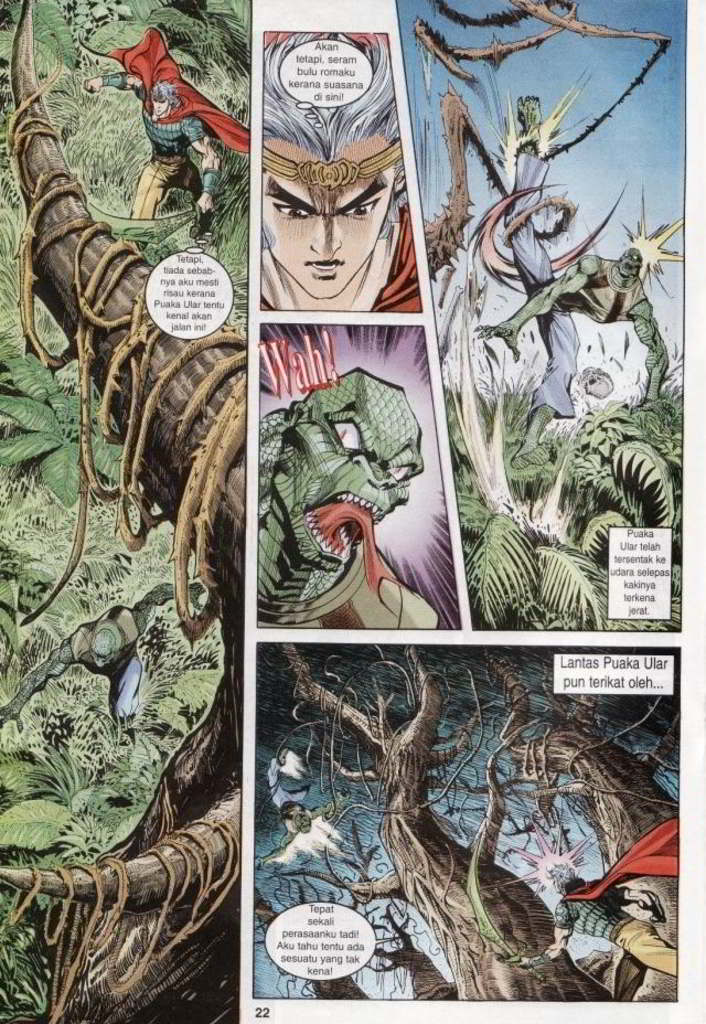 Tetapi,
tiada sebab-
nya aku mesti
risau kerana
Puaka Ular tentu
kenal akan
jalan ini!
Akan
tetapi, seram
bulu romaku
kerana suasana
di sini!
Wah!
Puaka
Ular telah
tersentak ke
udara selepas
kakinya
terkena
jerat.
Lantas Puaka Ular
pun terikat oleh...
Tepat
sekali
perasaanku tadi!
Aku tahu tentu ada
sesuatu yang tak
kena!
22